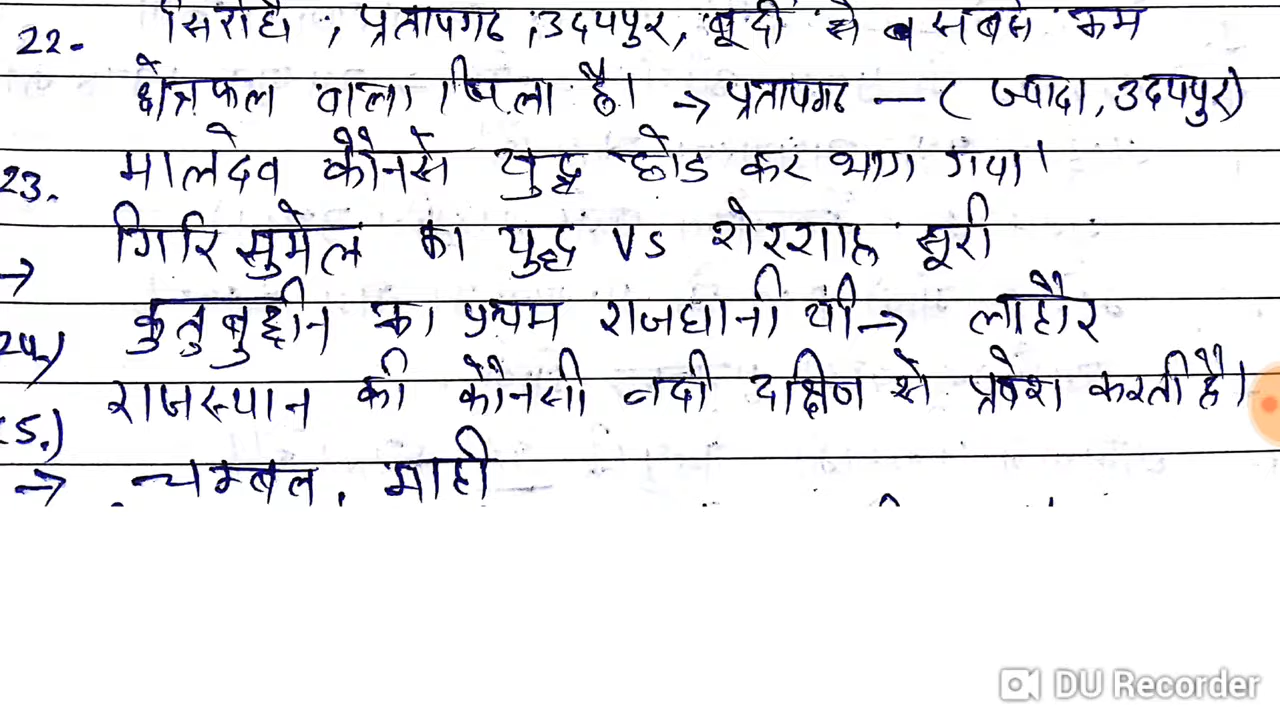 22. सिरोही, प्रतापगढ, उदयपुर, बूदी से सबसे कम
क्षेत्रफल वाला जिला है। → प्रतापगढ — (ज्यादा, उदयपुर)
23. मालदेव कौनसे युद्ध छोड कर भाग गया।
→ गिरि सुमेल का युद्ध VS शेरशाह सूरी
24.) कुतुबुद्दीन का प्रथम राजधानी थी → लाहौर
25.) राजस्थान की कौनसी नदी दक्षिण से प्रवेश करती है।
→ चम्बल, माही
DU Recorder